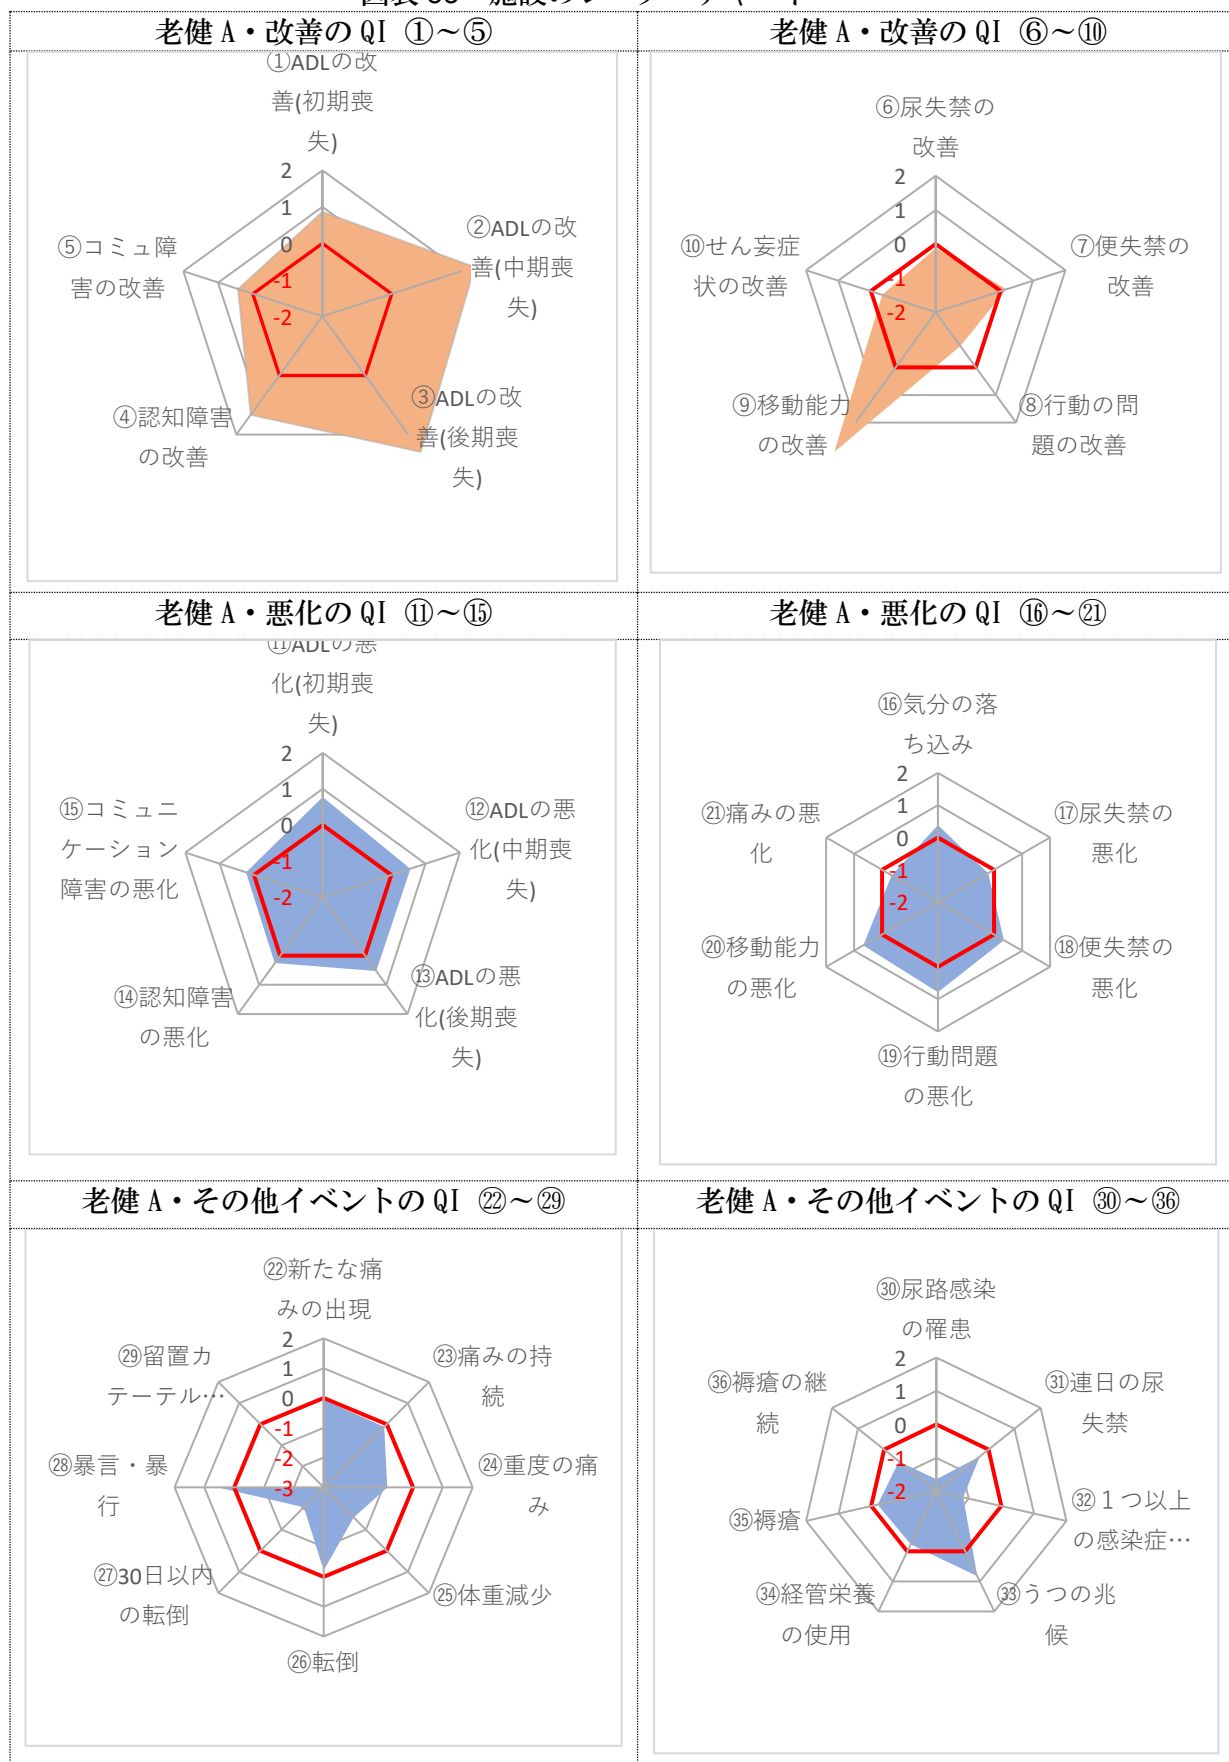 老健 A・改善の QI ①～⑤
老健 A・改善の QI ⑥～⑩
①ADLの改
善(初期喪
失)
2
1
0
-1
-2
②ADLの改
善(中期喪
失)
③ADLの改
善(後期喪
失)
④認知障害
の改善
⑤コミュ障
害の改善
⑥尿失禁の
改善
2
1
0
-1
-2
⑦便失禁の
改善
⑧行動の問
題の改善
⑨移動能力
の改善
⑩せん妄症
状の改善
老健 A・悪化の QI ⑪～⑮
老健 A・悪化の QI ⑯～㉑
⑪ADLの悪
化(初期喪
失)
2
1
0
-1
-2
⑫ADLの悪
化(中期喪
失)
⑬ADLの悪
化(後期喪
失)
⑭認知障害
の悪化
⑮コミュニ
ケーション
障害の悪化
⑯気分の落
ち込み
2
1
0
-1
-2
⑰尿失禁の
悪化
⑱便失禁の
悪化
⑲行動問題
の悪化
⑳移動能力
の悪化
㉑痛みの悪
化
老健 A・その他イベントの QI ㉒～㉙
老健 A・その他イベントの QI ㉚～㊱
㉒新たな痛
みの出現
2
1
0
-1
-2
-3
㉓痛みの持
続
㉔重度の痛
み
㉕体重減少
㉖転倒
㉗30日以内
の転倒
㉘暴言・暴
行
㉙留置カ
テーテル…
㉚尿路感染
の罹患
2
1
0
-1
-2
㉛連日の尿
失禁
㉜１つ以上
の感染症…
㉝うつの兆
候
㉞経管栄養
の使用
㉟褥瘡
㊱褥瘡の継
続